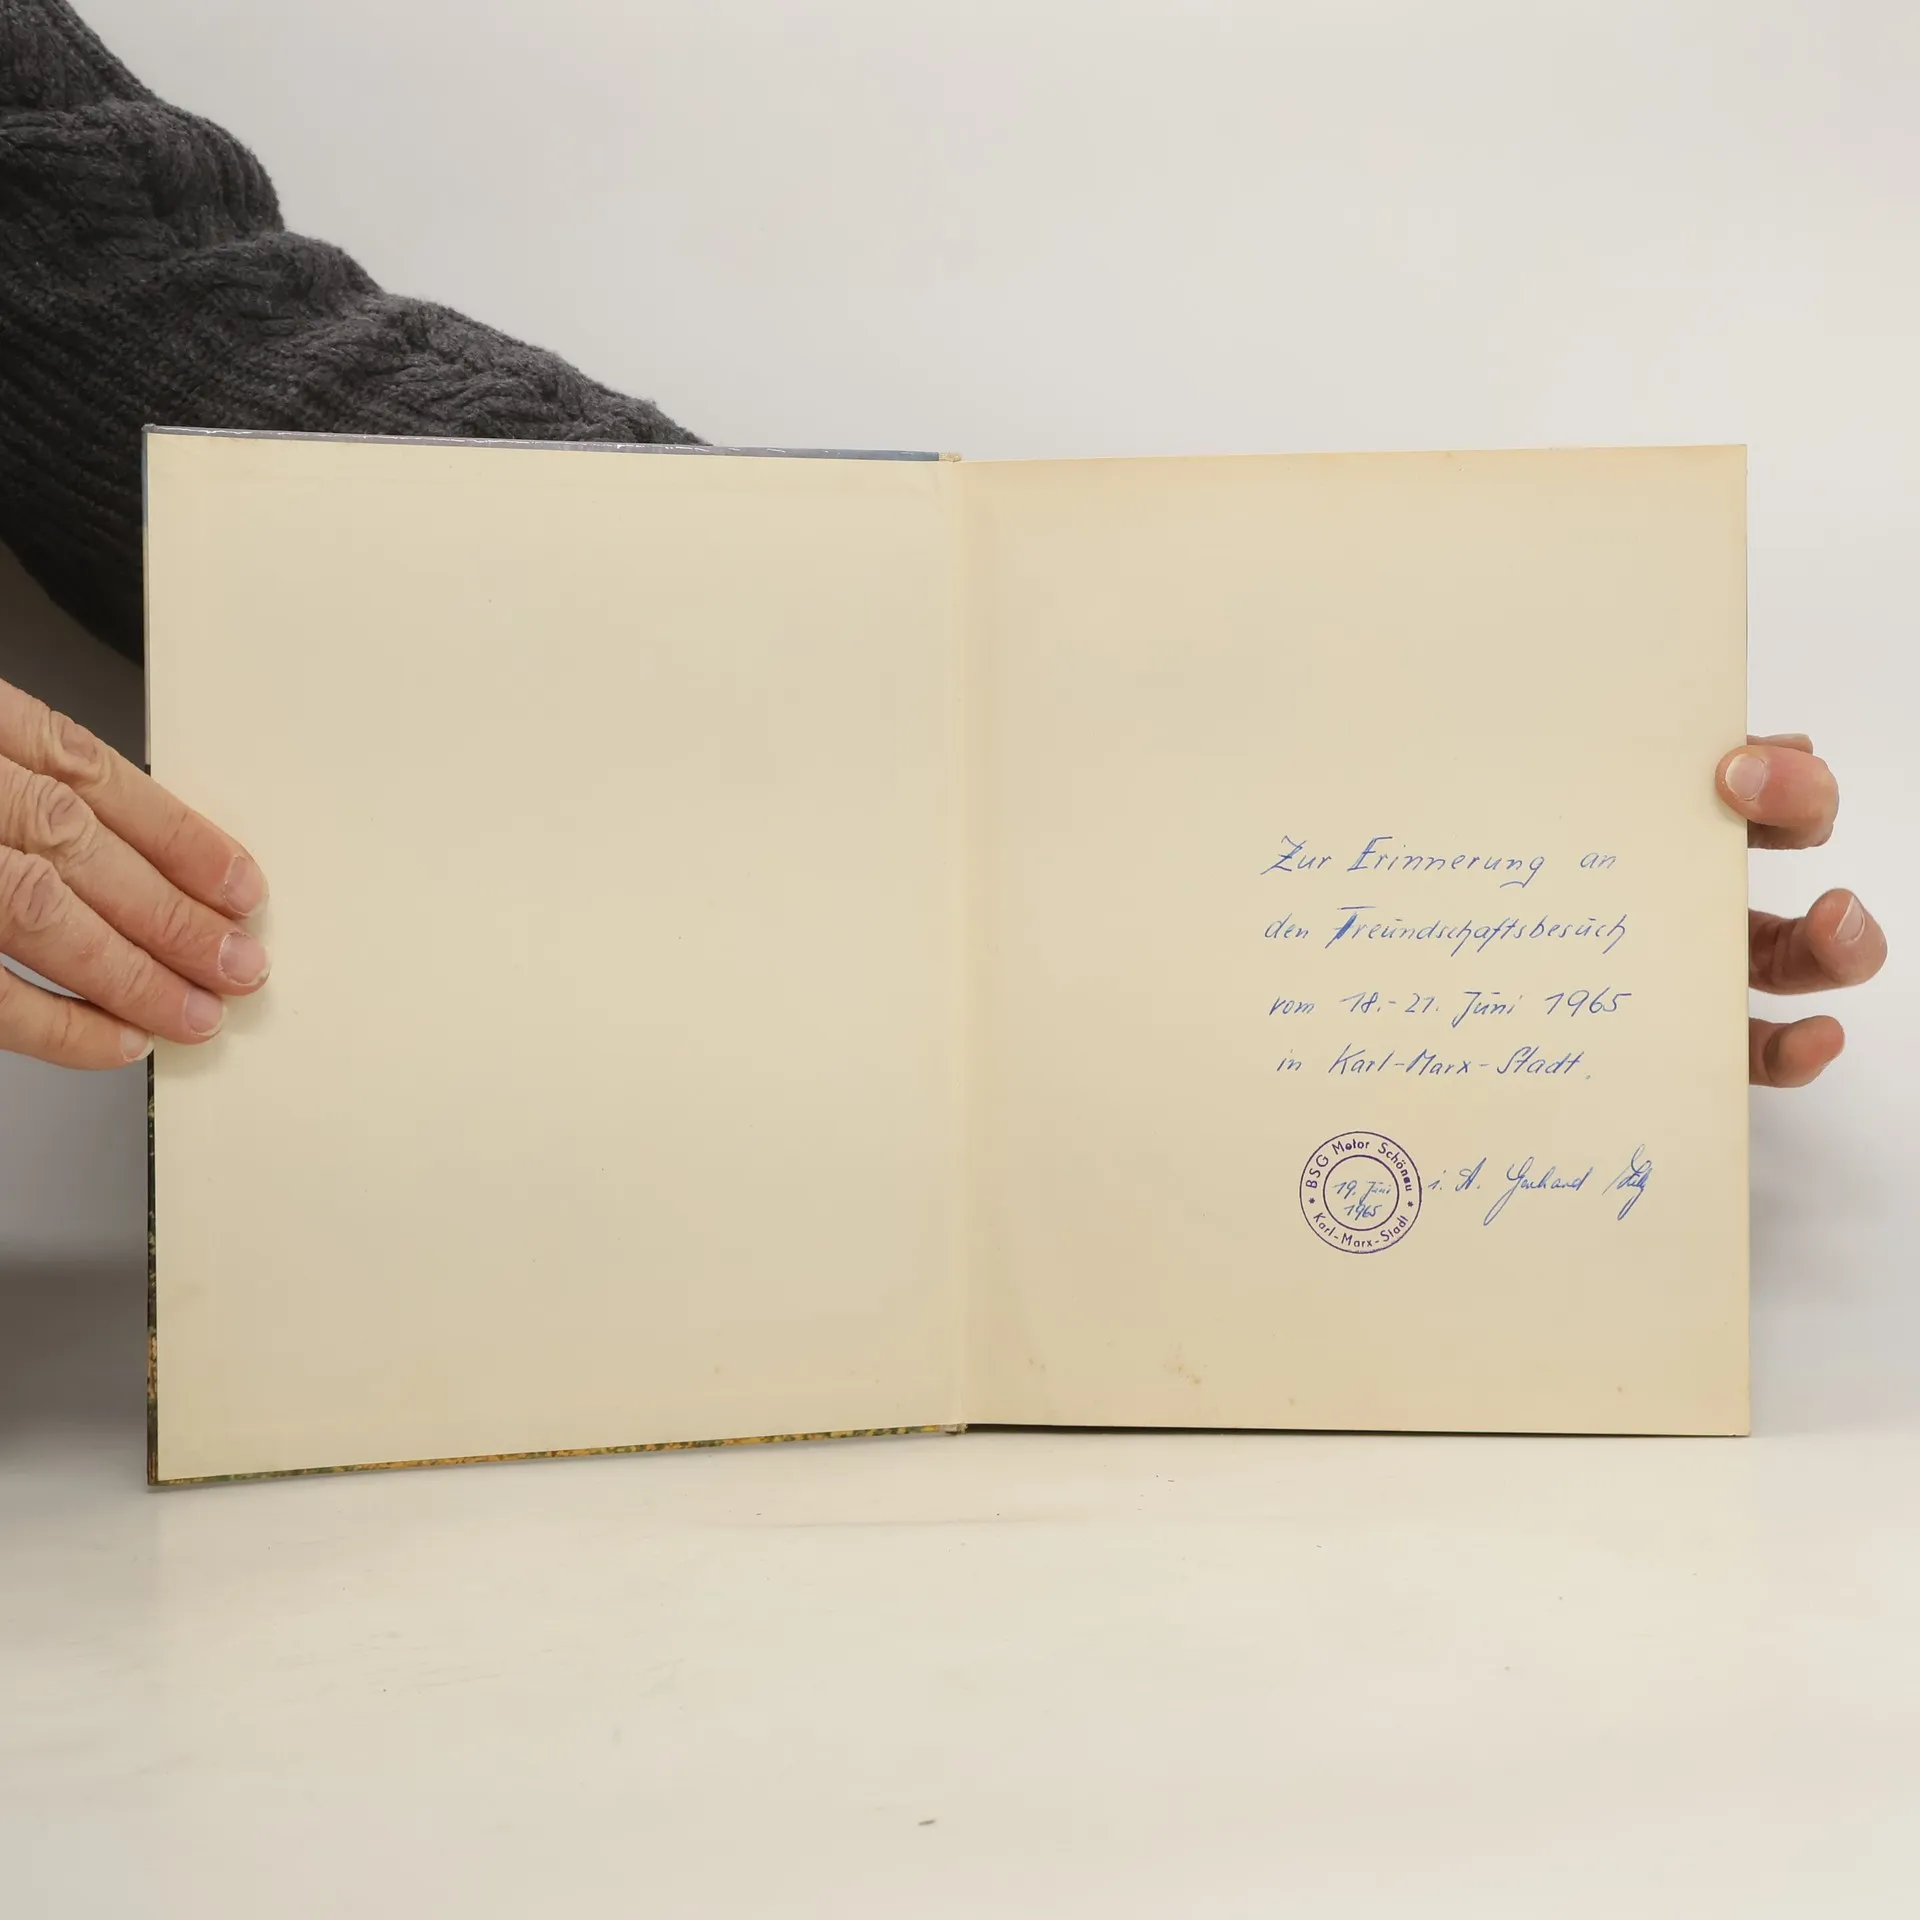 Zur Erinnerung an
den Freundschaftsbesuch
vom 18.-21. Juni 1965
in Karl-Marx-Stadt.
* BSG Motor Schönau *
19. Juni
1965
Karl-Marx-Stadt
i. A. Gerhard